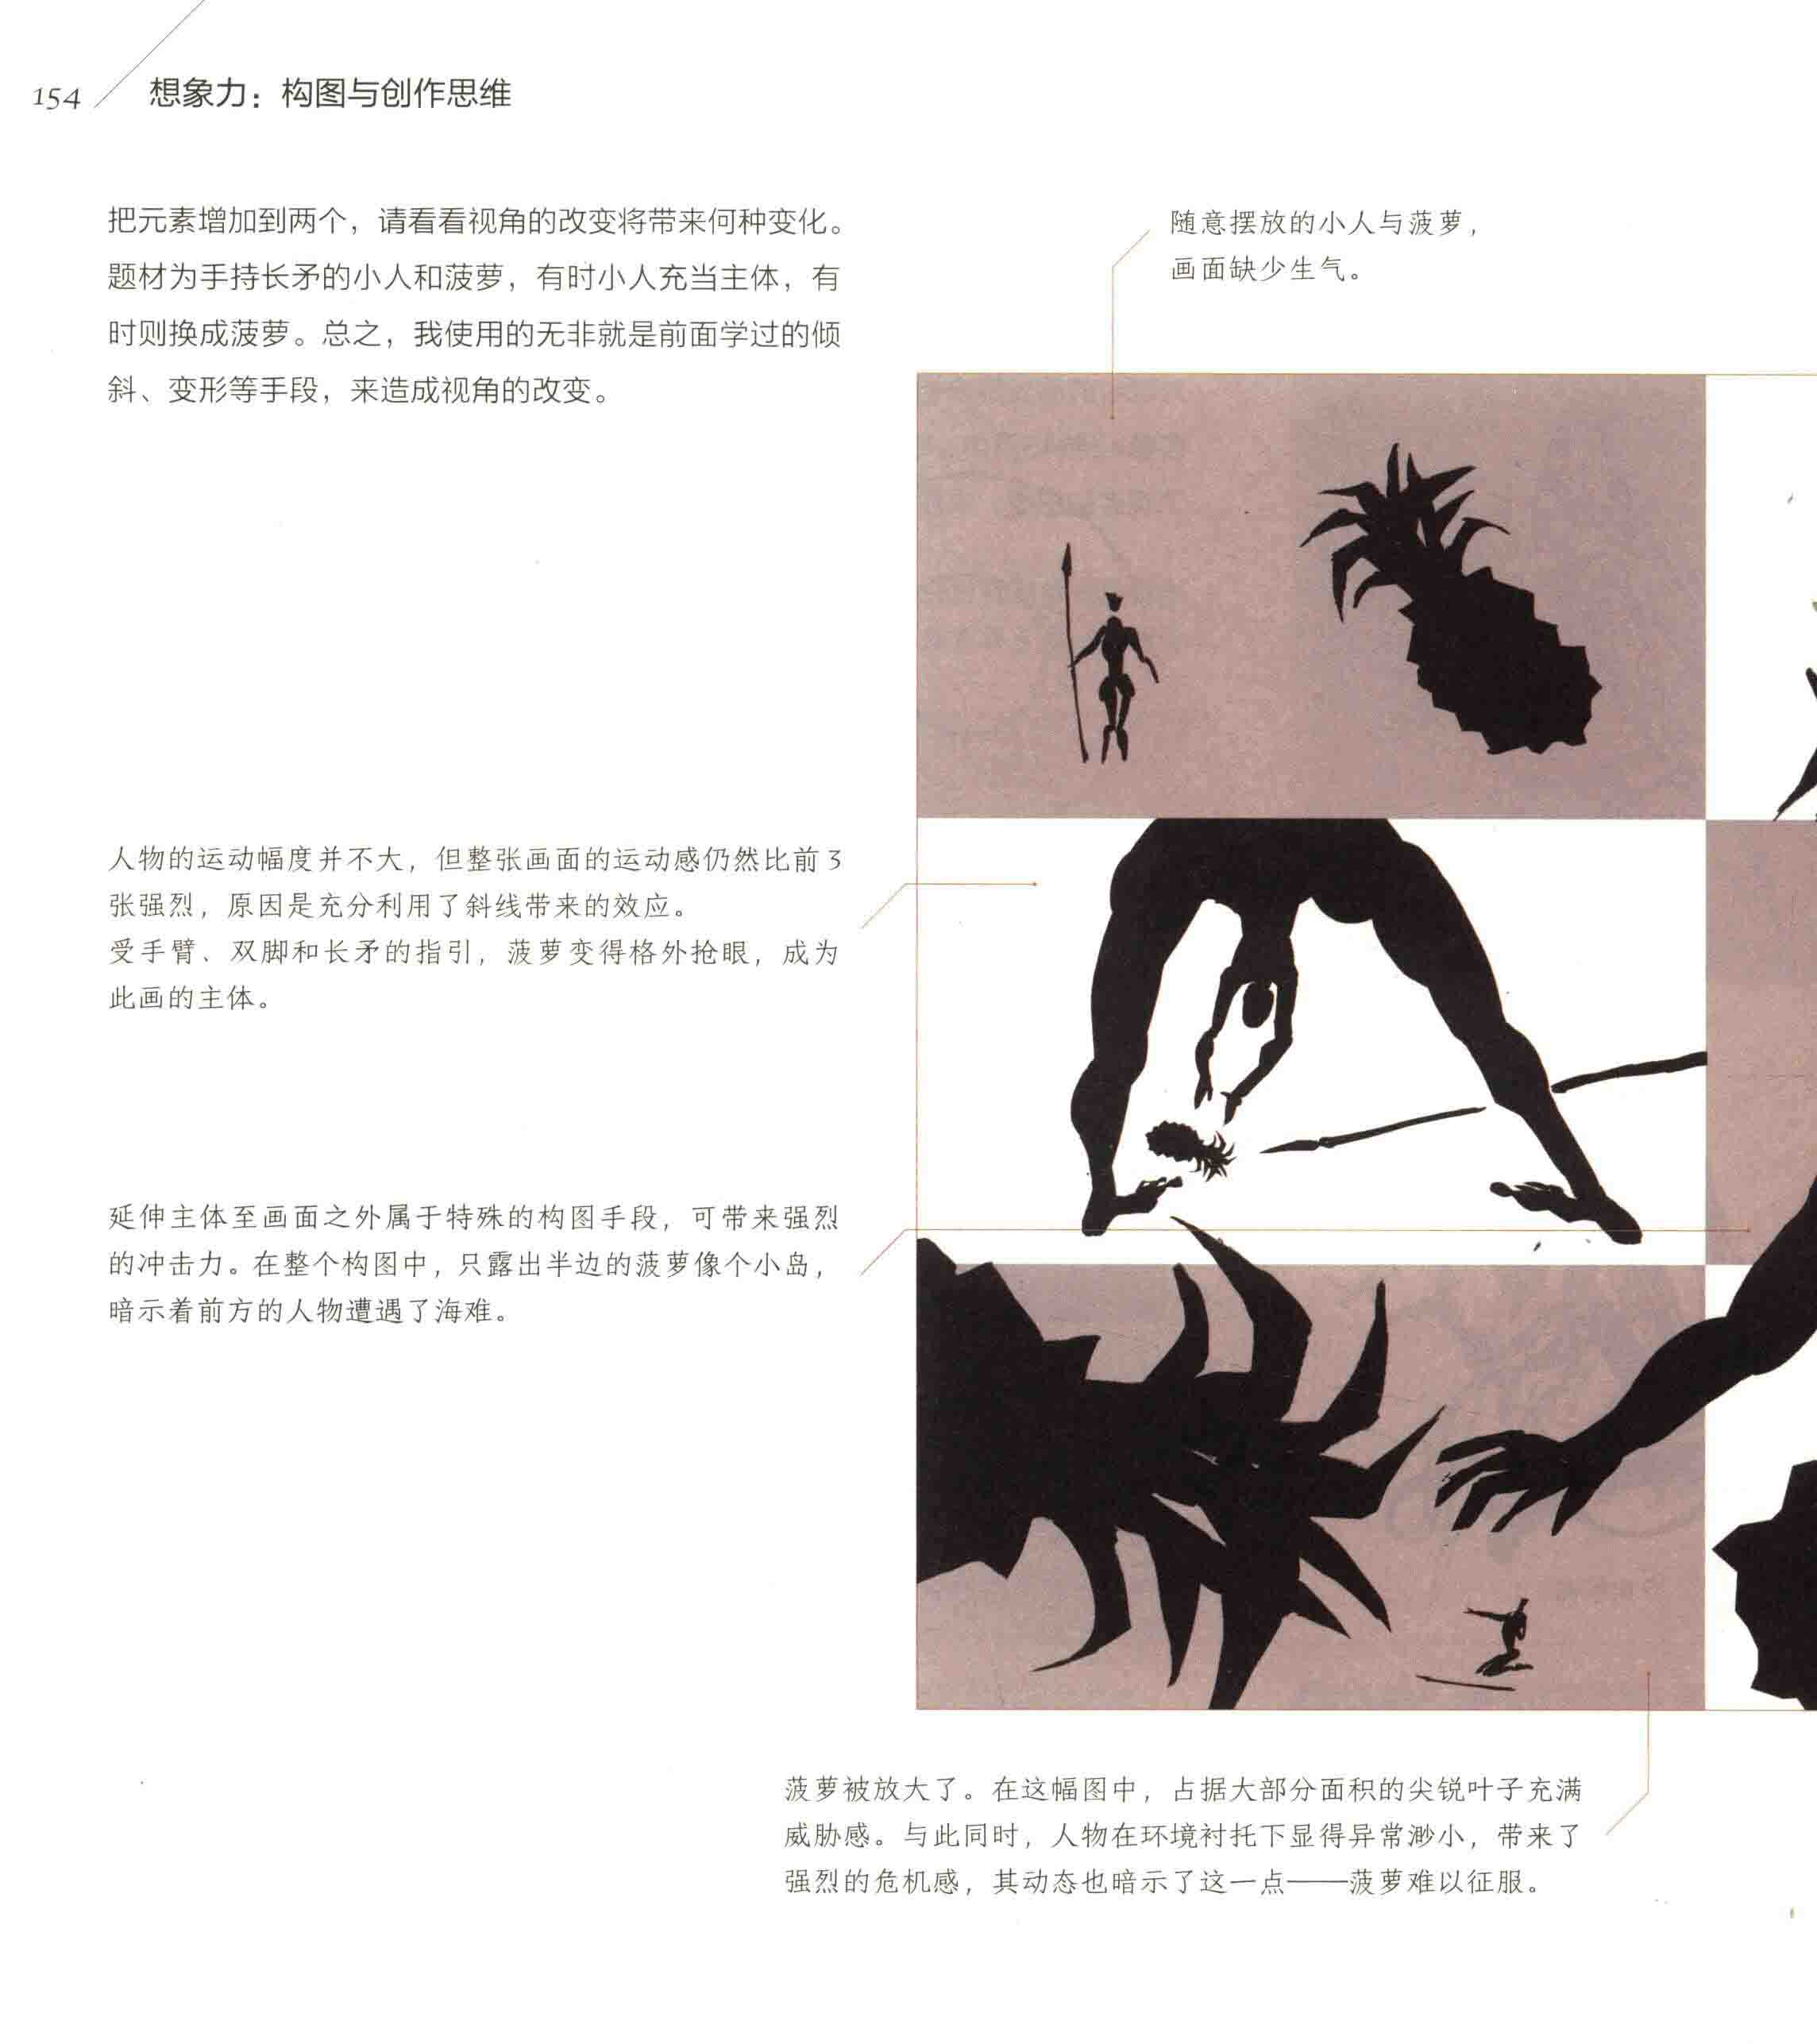 154
想象力：构图与创作思维
把元素增加到两个，请看看视角的改变将带来何种变化。
题材为手持长矛的小人和菠萝，有时小人充当主体，有
时则换成菠萝。总之，我使用的无非就是前面学过的倾
斜、变形等手段，来造成视角的改变。
随意摆放的小人与菠萝，
画面缺少生气。
人物的运动幅度并不大，但整张画面的运动感仍然比前3
张强烈，原因是充分利用了斜线带来的效应。
受手臂、双脚和长矛的指引，菠萝变得格外抢眼，成为
此画的主体。
延伸主体至画面之外属于特殊的构图手段，可带来强烈
的冲击力。在整个构图中，只露出半边的菠萝像个小岛，
暗示着前方的人物遭遇了海难。
菠萝被放大了。在这幅图中，占据大部分面积的尖锐叶子充满
威胁感。与此同时，人物在环境衬托下显得异常渺小，带来了
强烈的危机感，其动态也暗示了这一点——菠萝难以征服。